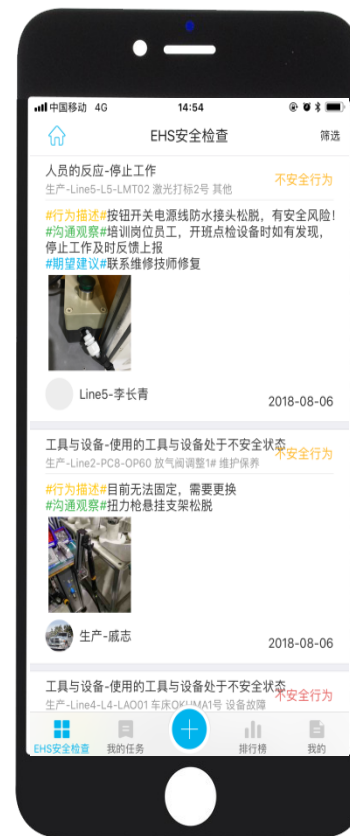 中国移动 4G 14:54
EHS安全检查 筛选
人员的反应-停止工作
不安全行为
生产-Line5-L5-LMT02 激光打标2号 其他
#行为描述#按钮开关电源线防水接头松脱，有安全风险！
#沟通观察#培训岗位员工，开班点检设备时如有发现，
停止工作及时反馈上报
#期望建议#联系维修技师修复
Line5-李长青
2018-08-06
工具与设备-使用的工具与设备处于不安全状态
不安全行为
生产-Line2-PC8-OP60 放气阀调整1# 维护保养
#行为描述#目前无法固定，需要更换
#沟通观察#扭力枪悬挂支架松脱
生产-戚志
2018-08-06
工具与设备-使用的工具与设备处于不安全状态
不安全行为
生产-Line4-L4-LAO01 车床OKUMA1号 设备故障
EHS安全检查 我的任务 排行榜 我的